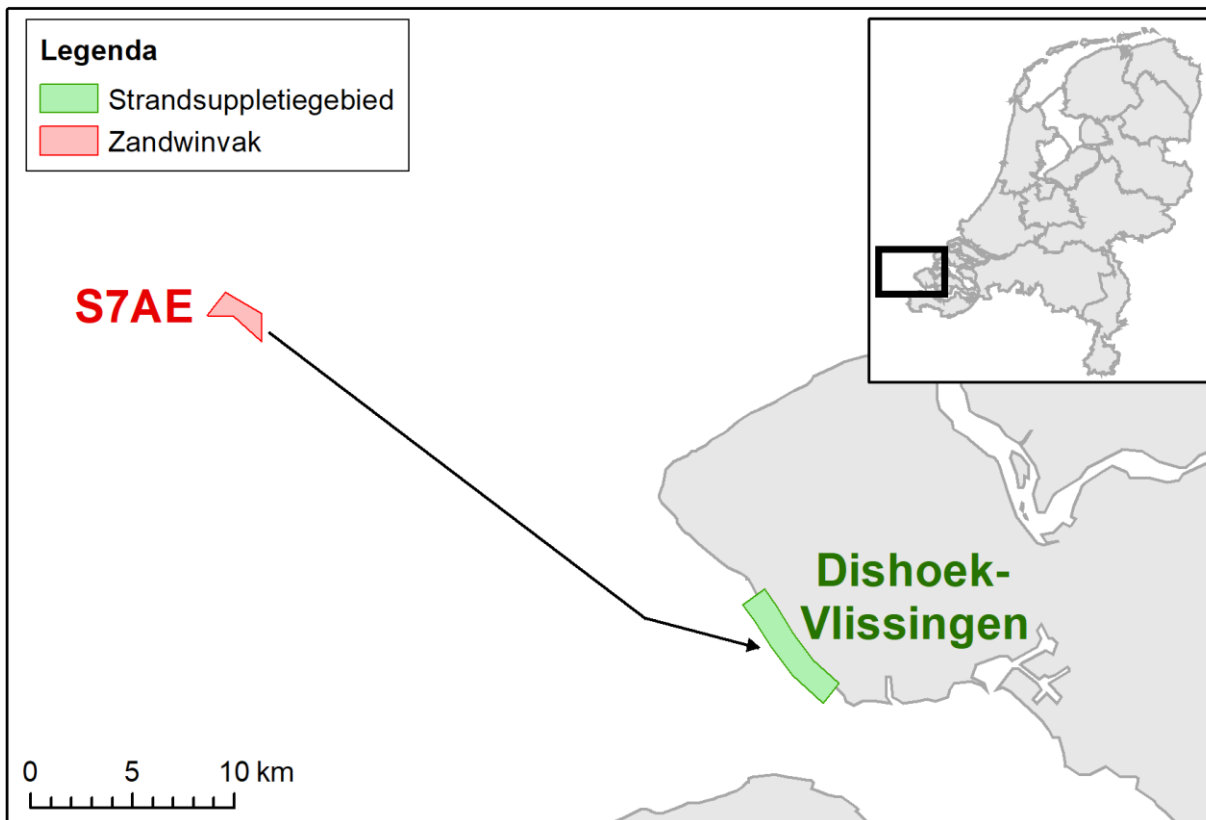 Legenda
Strandsuppletiegebied
Zandwinvak
S7AE
Dishoek-
Vlissingen
0 5 10 km